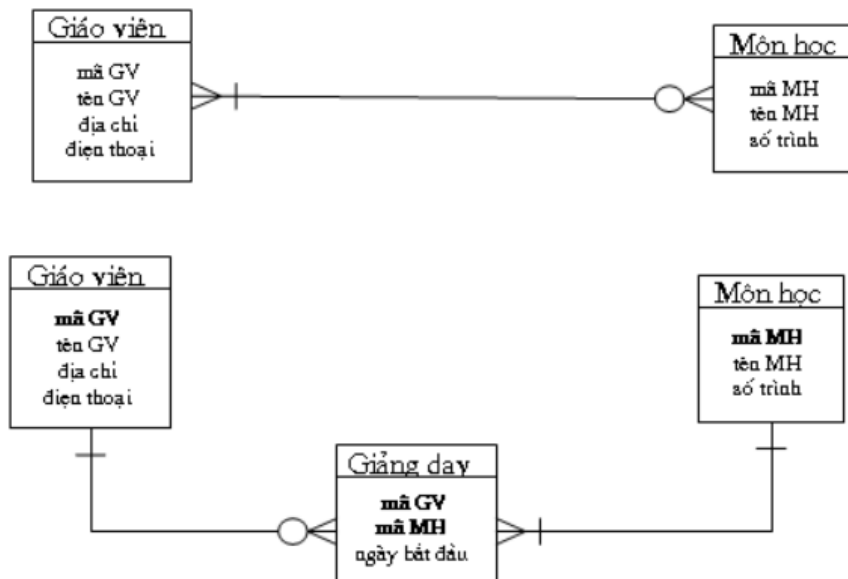 Giáo viên
mã GV
tên GV
địa chỉ
điện thoại
Môn học
mã MH
tên MH
số trình
Giáo viên
mã GV
tên GV
địa chỉ
điện thoại
Môn học
mã MH
tên MH
số trình
Giảng dạy
mã GV
mã MH
ngày bắt đầu